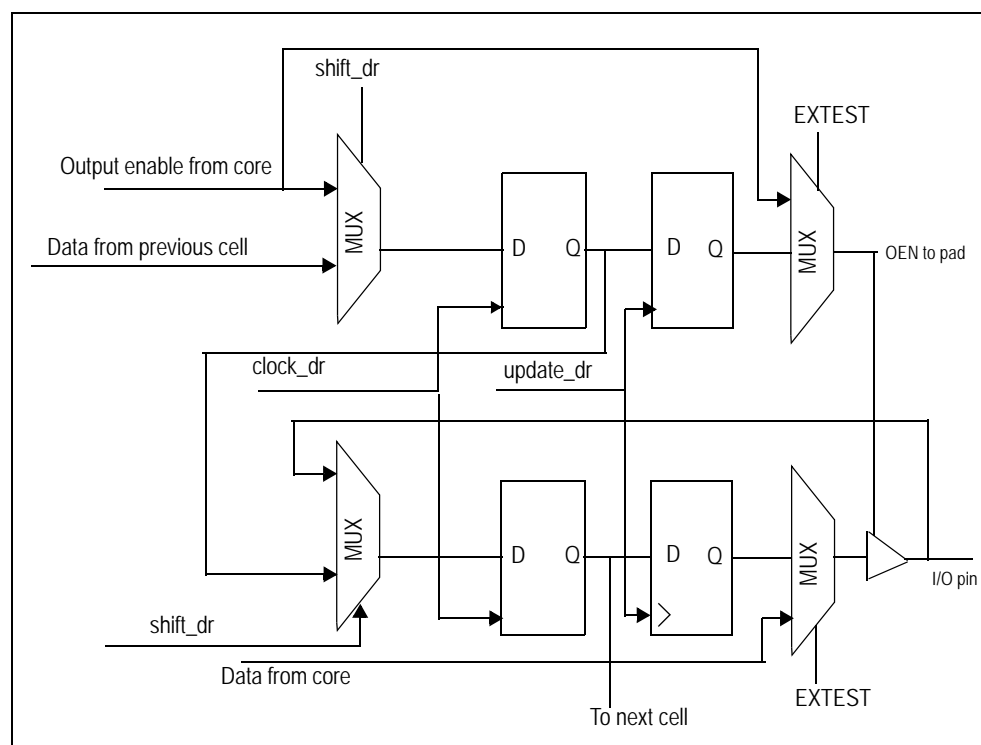 shift_dr
EXTEST
Output enable from core
MUX
D Q
D Q
MUX
Data from previous cell
OEN to pad
clock_dr
update_dr
MUX
D Q
D Q
MUX
I/O pin
shift_dr
Data from core
EXTEST
To next cell